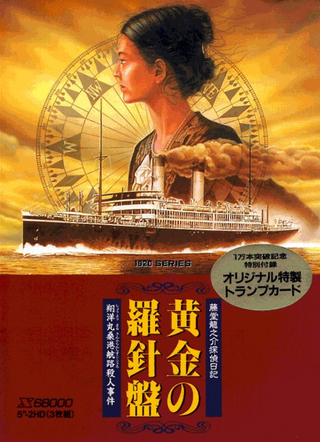 1920 SERIES
1万本突破記念
特別付録
オリジナル特製
トランプカード
藤堂龍之介探偵日記
黄金の
羅針盤
翔洋丸桑港航路殺人事件
X68000
5"-2HD(3枚組)